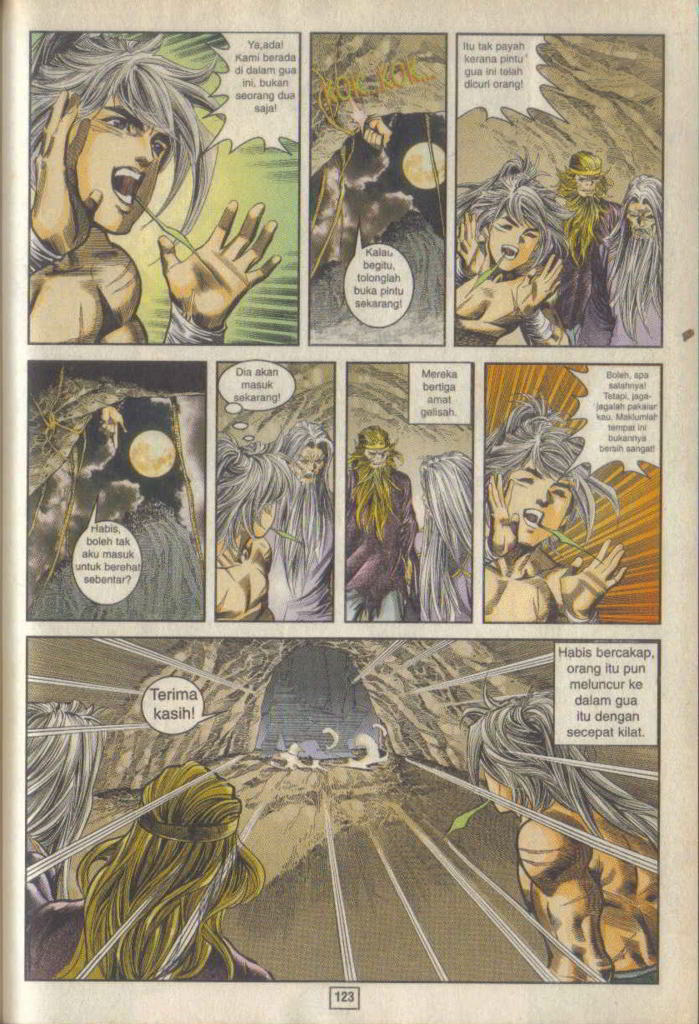 Ya,ada!
Kami berada
di dalam gua
ini, bukan
seorang dua
saja!
KOK...KOK...
Kalau
begitu,
tolonglah
buka pintu
sekarang!
Itu tak payah
kerana pintu
gua ini telah
dicuri orang!
Habis,
boleh tak
aku masuk
untuk berehat
sebentar?
Dia akan
masuk
sekarang!
Mereka
bertiga
amat
gelisah.
Boleh, apa
salahnya!
Tetapi, jaga-
jagalah pakaian
kau. Maklumlah
tempat ini
bukannya
bersih sangat!
Terima
kasih!
Habis bercakap,
orang itu pun
meluncur ke
dalam gua
itu dengan
secepat kilat.
123